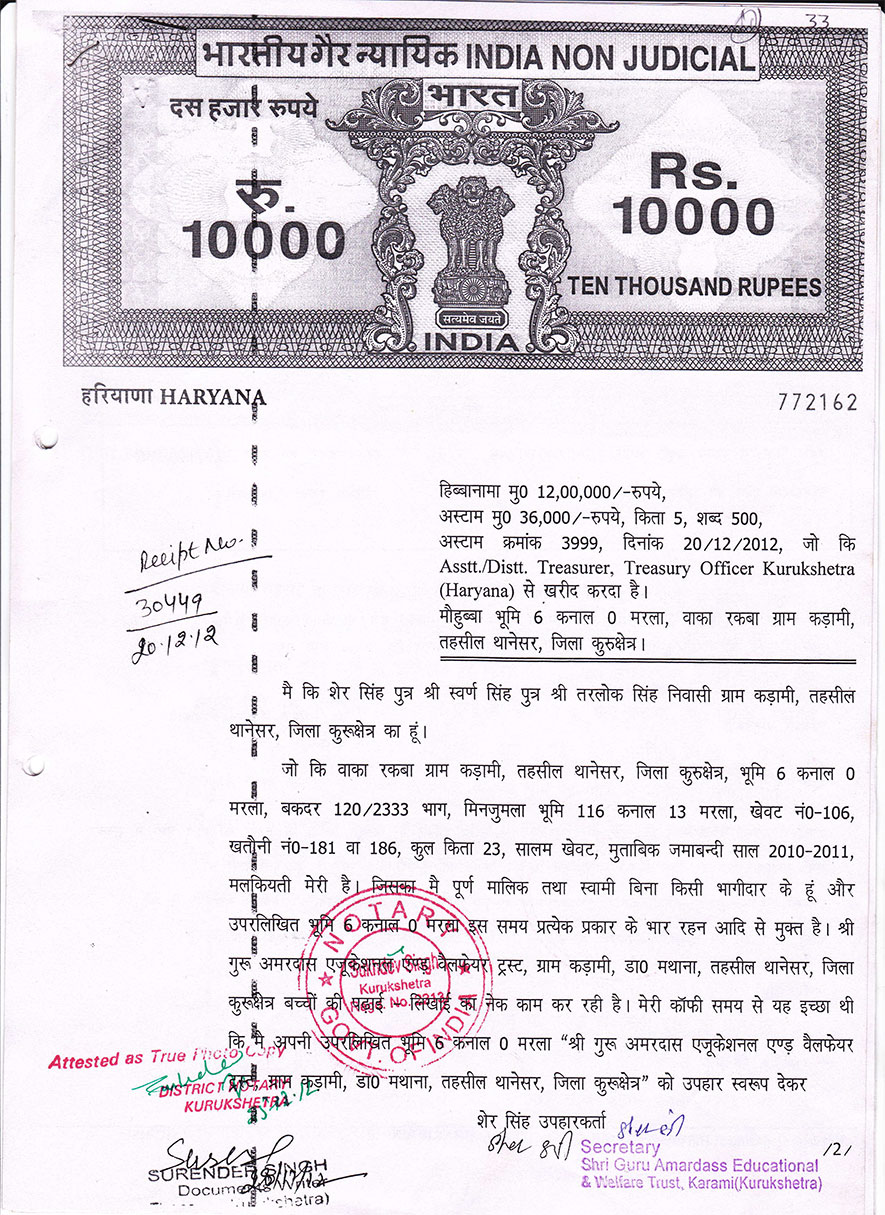 33
भारतीय गैर न्यायिक INDIA NON JUDICIAL
दस हजार रुपये
भारत
रु.
10000
Rs.
10000
TEN THOUSAND RUPEES
सत्यमेव जयते
INDIA
हरियाणा HARYANA
772162
हिब्बानामा मु0 12,00,000/-रुपये,
अस्टाम मु0 36,000/-रुपये, किता 5, शब्द 500,
अस्टाम क्रमांक 3999, दिनांक 20/12/2012, जो कि
Asstt./Distt. Treasurer, Treasury Officer Kurukshetra
(Haryana) से खरीद करदा है।
मौहुब्बा भूमि 6 कनाल 0 मरला, वाका रकबा ग्राम कड़ामी,
तहसील थानेसर, जिला कुरुक्षेत्र।
Receipt No.
30449
20.12.12
मै कि शेर सिंह पुत्र श्री स्वर्ण सिंह पुत्र श्री तरलोक सिंह निवासी ग्राम कड़ामी, तहसील
थानेसर, जिला कुरूक्षेत्र का हूं।
जो कि वाका रकबा ग्राम कड़ामी, तहसील थानेसर, जिला कुरुक्षेत्र, भूमि 6 कनाल 0
मरला, बकदर 120/2333 भाग, मिनजुमला भूमि 116 कनाल 13 मरला, खेवट नं0-106,
खतौनी नं0-181 वा 186, कुल किता 23, सालम खेवट, मुताबिक जमाबन्दी साल 2010-2011,
मलकियती मेरी है। जिसका मै पूर्ण मालिक तथा स्वामी बिना किसी भागीदार के हूं और
उपरलिखित भूमि 6 कनाल 0 मरला इस समय प्रत्येक प्रकार के भार रहन आदि से मुक्त है। श्री
गुरू अमरदास एजूकेशनल एण्ड वैलफेयर ट्रस्ट, ग्राम कड़ामी, डा0 मथाना, तहसील थानेसर, जिला
कुरूक्षेत्र बच्चों की पढाई - लिखाई का नेक काम कर रही है। मेरी कॉफी समय से यह इच्छा थी
कि मै अपनी उपरलिखित भूमि 6 कनाल 0 मरला “श्री गुरू अमरदास एजूकेशनल एण्ड वैलफेयर
ट्रस्ट ग्राम कड़ामी, डा0 मथाना, तहसील थानेसर, जिला कुरूक्षेत्र” को उपहार स्वरूप देकर
NOTARY
Sukhdev Singh
Kurukshetra
Regd. No.
GOVT. OF INDIA
Attested as True Photo Copy
DISTRICT NOTARY
KURUKSHETRA
शेर सिंह उपहारकर्ता
Secretary
Shri Guru Amardass Educational
& Welfare Trust, Karami(Kurukshetra)
/2/
SURENDER SINGH